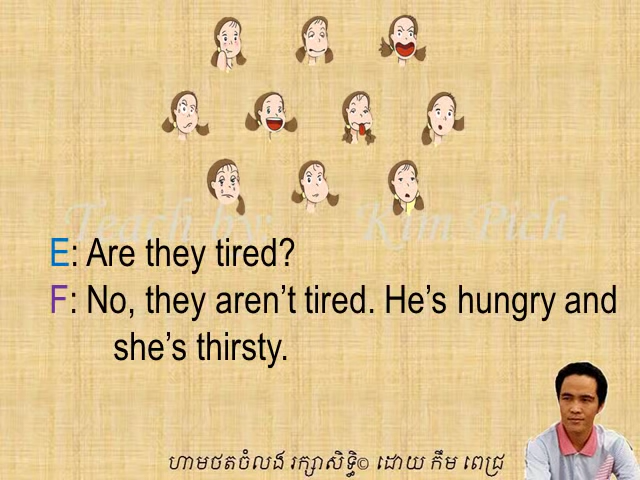 Teach by: Kim Pich
E: Are they tired?
F: No, they aren’t tired. He’s hungry and
she’s thirsty.
ហាមថតចំលង រក្សាសិទ្ធិ© ដោយ កឹម ពេជ្រ